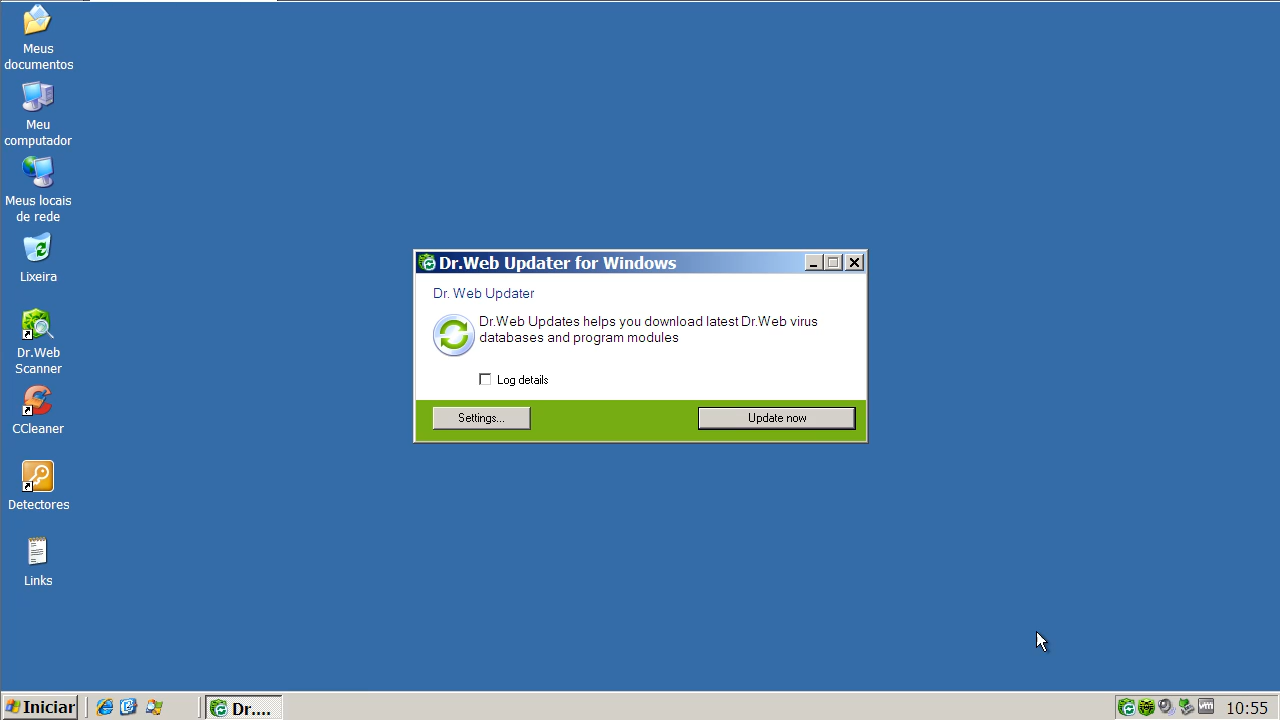 Meus
documentos
Meu
computador
Meus locais
de rede
Lixeira
Dr.Web
Scanner
CCleaner
Detectores
Links
Dr.Web Updater for Windows
Dr. Web Updater
Dr.Web Updates helps you download latest Dr.Web virus
databases and program modules
Log details
Settings...
Update now
Iniciar
Dr....
vm
10:55